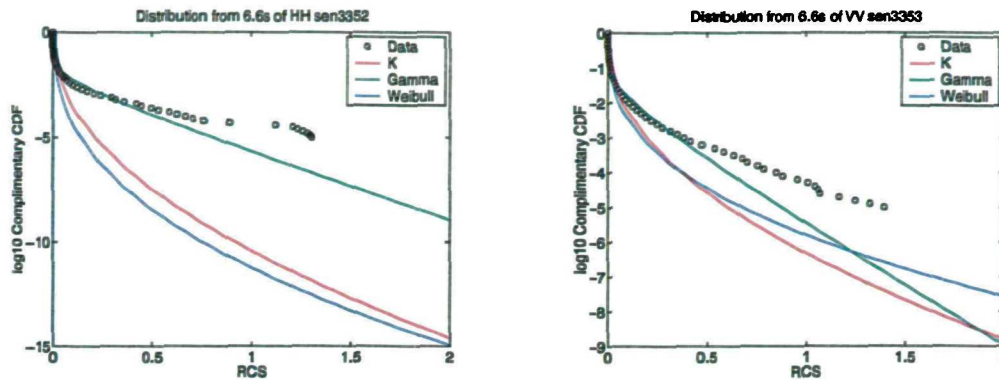 Distribution from 6.6s of HH sen3352
log10 Complimentary CDF
0
−5
−10
−15
0
0.5
1
1.5
2
RCS
Data
K
Gamma
Weibull
Distribution from 6.6s of VV sen3353
log10 Complimentary CDF
0
−1
−2
−3
−4
−5
−6
−7
−8
−9
0
0.5
1
1.5
RCS
Data
K
Gamma
Weibull